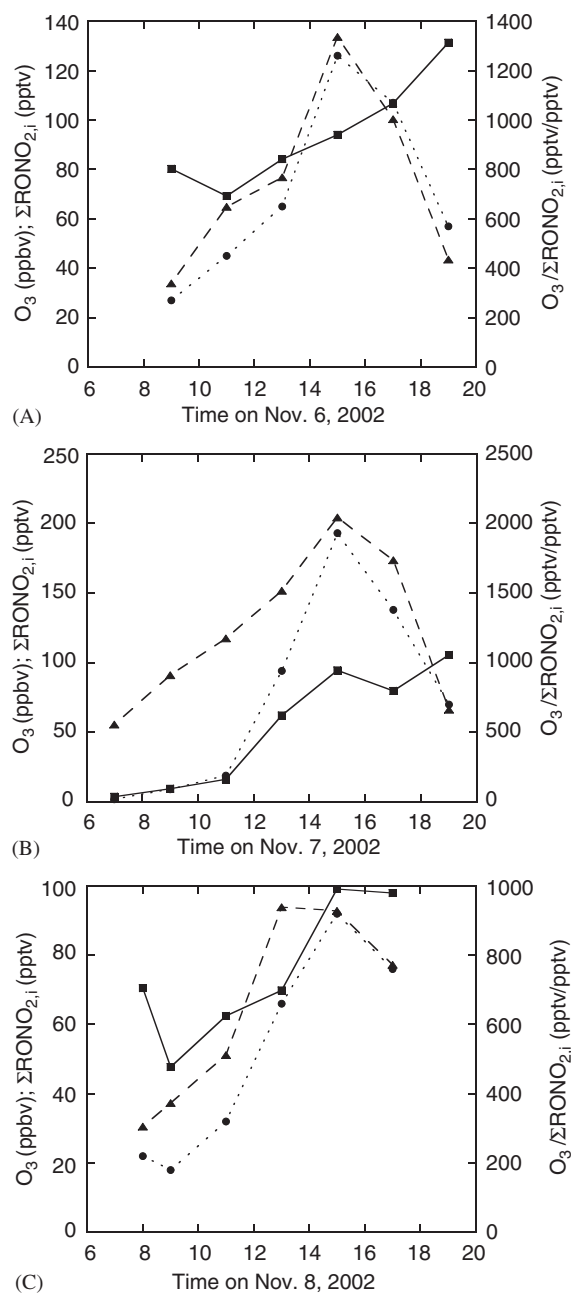 140 1400
120 1200
100 1000
80 800
60 600
40 400
20 200
0 0
O₃ (ppbv); ΣRONO₂,ᵢ (pptv)
O₃/ΣRONO₂,ᵢ (pptv/pptv)
6 8 10 12 14 16 18 20
(A) Time on Nov. 6, 2002
250 2500
200 2000
150 1500
100 1000
50 500
0 0
O₃ (ppbv); ΣRONO₂,ᵢ (pptv)
O₃/ΣRONO₂,ᵢ (pptv/pptv)
6 8 10 12 14 16 18 20
(B) Time on Nov. 7, 2002
100 1000
80 800
60 600
40 400
20 200
0 0
O₃ (ppbv); ΣRONO₂,ᵢ (pptv)
O₃/ΣRONO₂,ᵢ (pptv/pptv)
6 8 10 12 14 16 18 20
(C) Time on Nov. 8, 2002